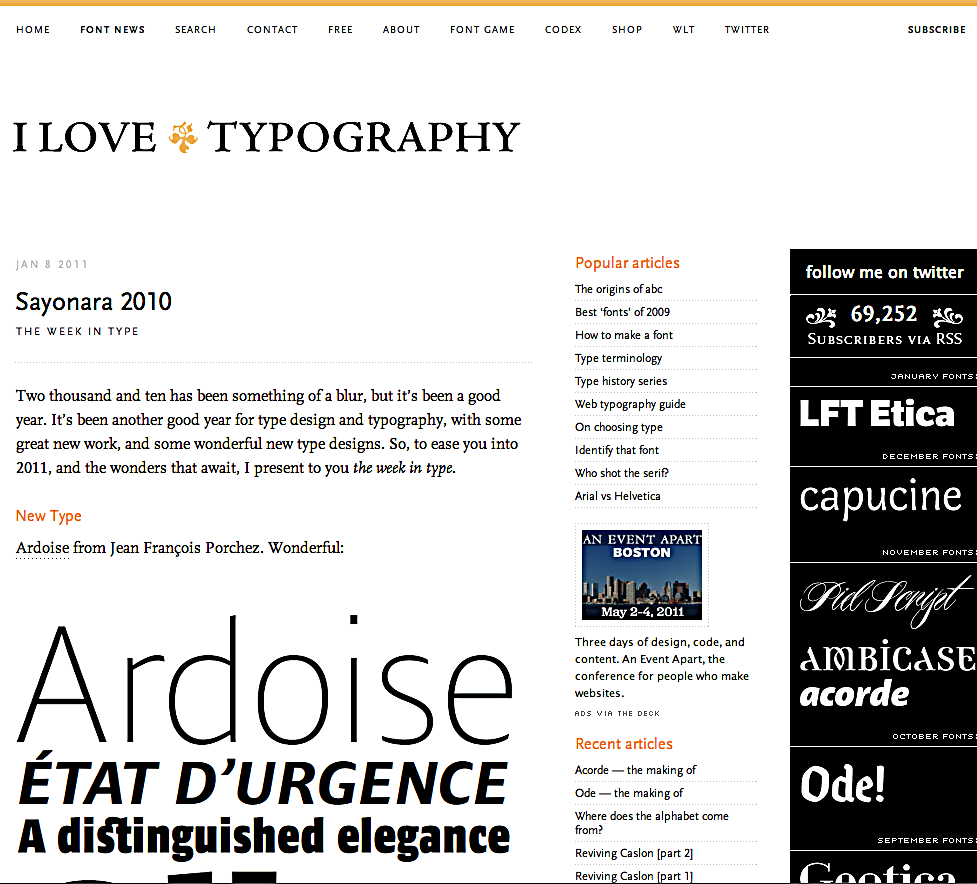 HOME FONT NEWS SEARCH CONTACT FREE ABOUT FONT GAME CODEX SHOP WLT TWITTER SUBSCRIBE
I LOVE TYPOGRAPHY
JAN 8 2011
Sayonara 2010
THE WEEK IN TYPE
Two thousand and ten has been something of a blur, but it's been a good
year. It's been another good year for type design and typography, with some
great new work, and some wonderful new type designs. So, to ease you into
2011, and the wonders that await, I present to you the week in type.
New Type
Ardoise from Jean François Porchez. Wonderful:
Ardoise
ÉTAT D'URGENCE
A distinguished elegance
Popular articles
The origins of abc
Best 'fonts' of 2009
How to make a font
Type terminology
Type history series
Web typography guide
On choosing type
Identify that font
Who shot the serif?
Arial vs Helvetica
AN EVENT APART
BOSTON
May 2-4, 2011
Three days of design, code, and
content. An Event Apart, the
conference for people who make
websites.
ADS VIA THE DECK
Recent articles
Acorde — the making of
Ode — the making of
Where does the alphabet come
from?
Reviving Caslon [part 2]
Reviving Caslon [part 1]
follow me on twitter
69,252
SUBSCRIBERS VIA RSS
JANUARY FONTS:
LFT Etica
DECEMBER FONTS:
capucine
NOVEMBER FONTS:
Pid Script
AMBICASE
acorde
OCTOBER FONTS:
Ode!
SEPTEMBER FONTS:
Geotica